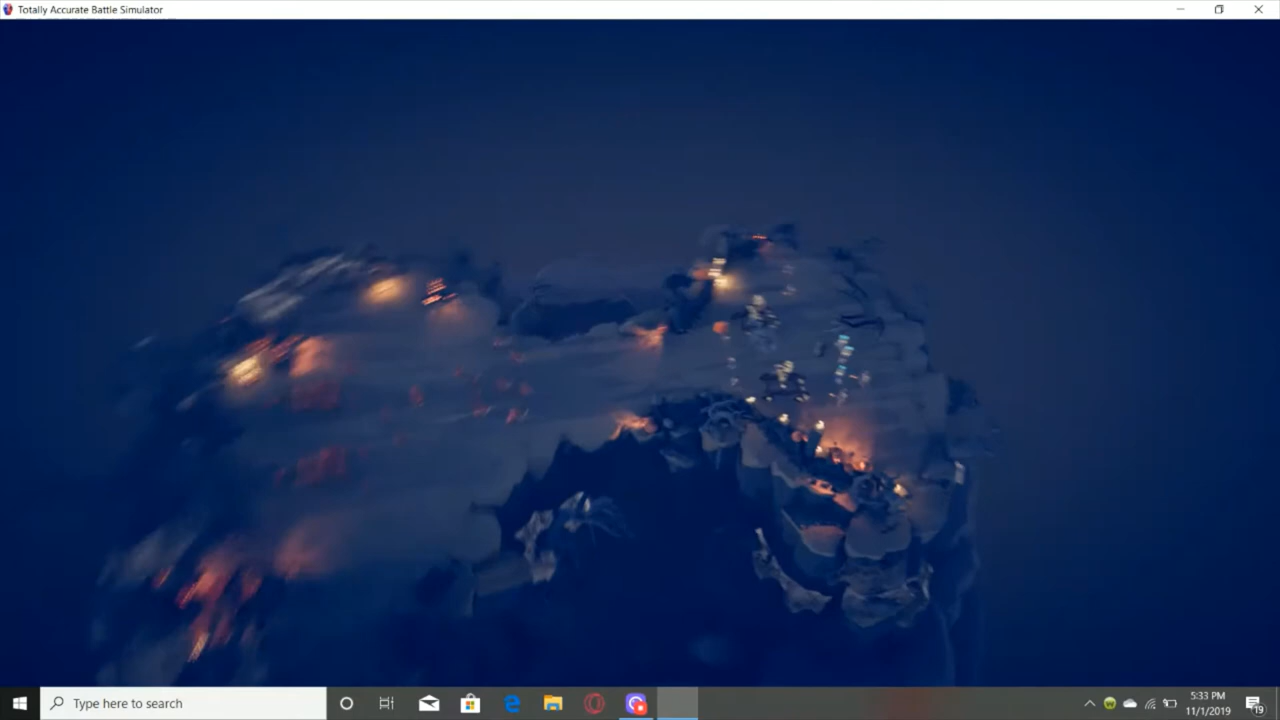 Totally Accurate Battle Simulator
Type here to search
5:33 PM
11/1/2019
19